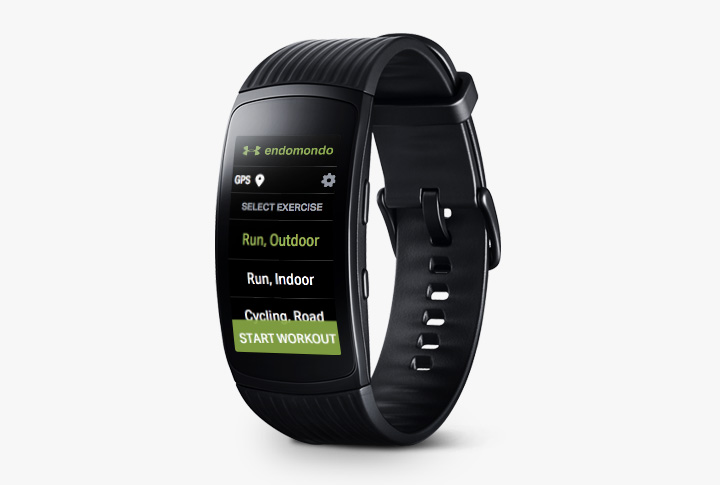 endomondo
GPS
SELECT EXERCISE
Run, Outdoor
Run, Indoor
Cycling, Road
START WORKOUT